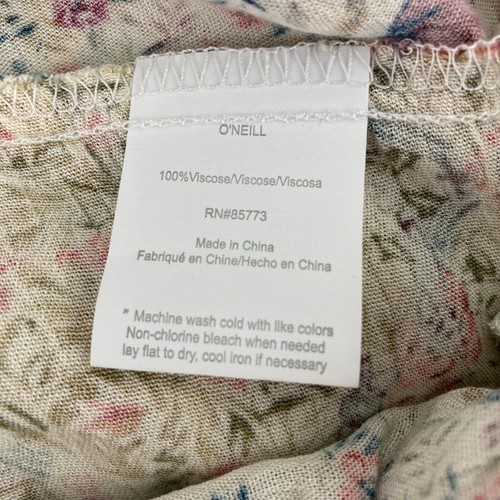 O'NEILL
100%Viscose/Viscose/Viscosa
RN#85773
Made in China
Fabriqué en Chine/Hecho en China
" Machine wash cold with like colors
Non-chlorine bleach when needed
lay flat to dry, cool iron if necessary